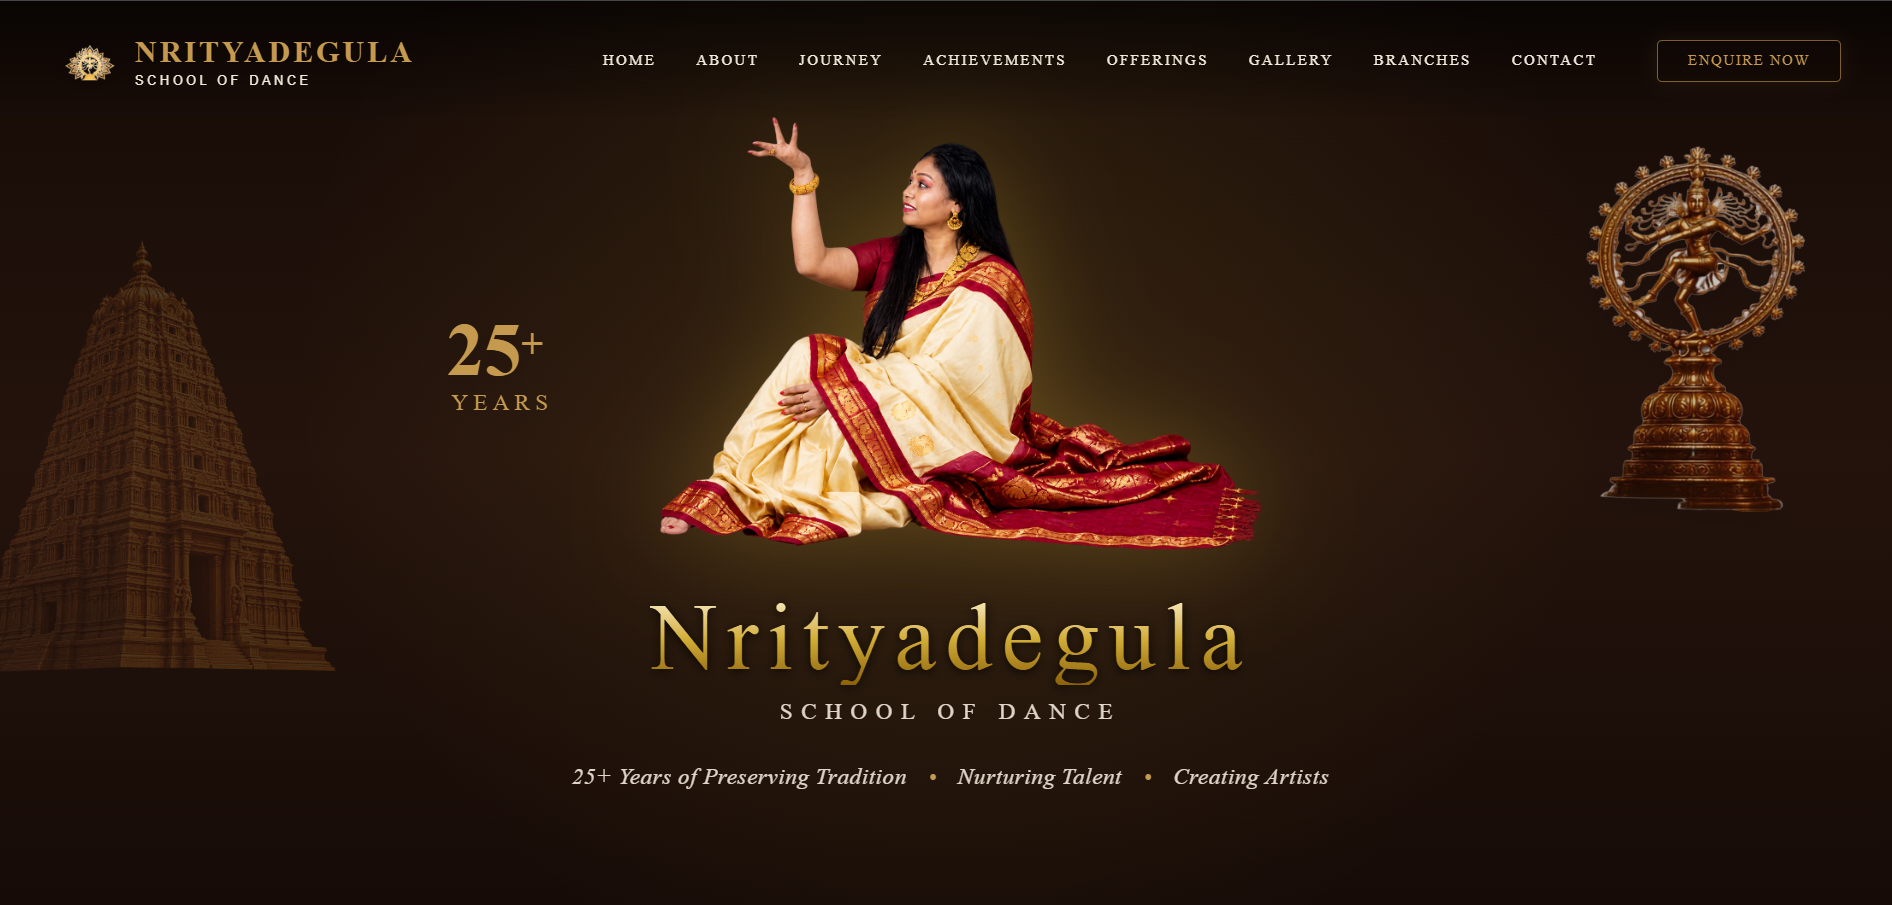 NRITYADEGULA
SCHOOL OF DANCE
HOME ABOUT JOURNEY ACHIEVEMENTS OFFERINGS GALLERY BRANCHES CONTACT ENQUIRE NOW
25+
YEARS
Nrityadegula
SCHOOL OF DANCE
25+ Years of Preserving Tradition • Nurturing Talent • Creating Artists